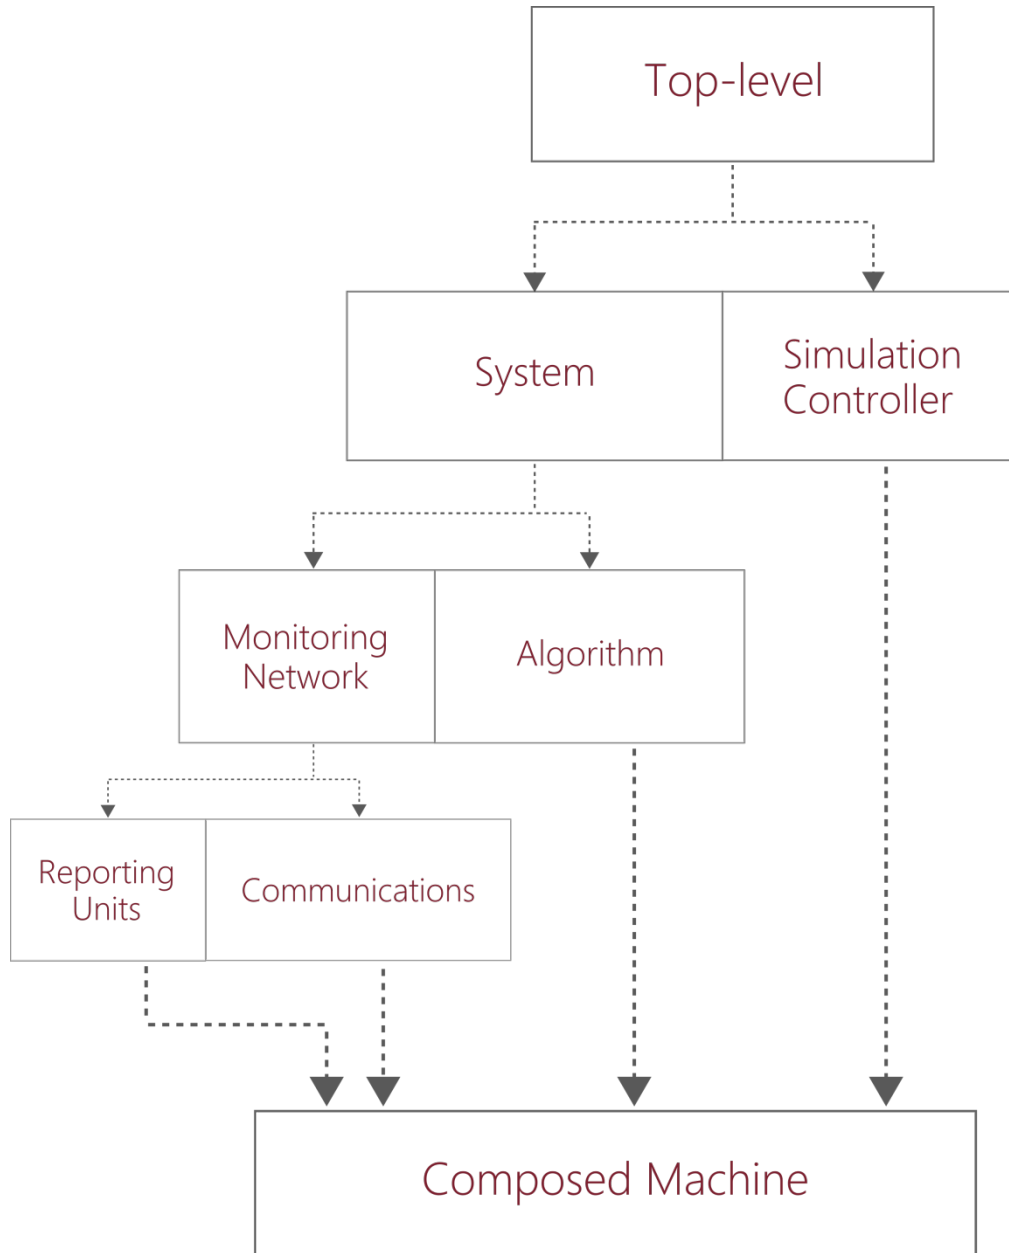 Top-level
System
Simulation
Controller
Monitoring
Network
Algorithm
Reporting
Units
Communications
Composed Machine